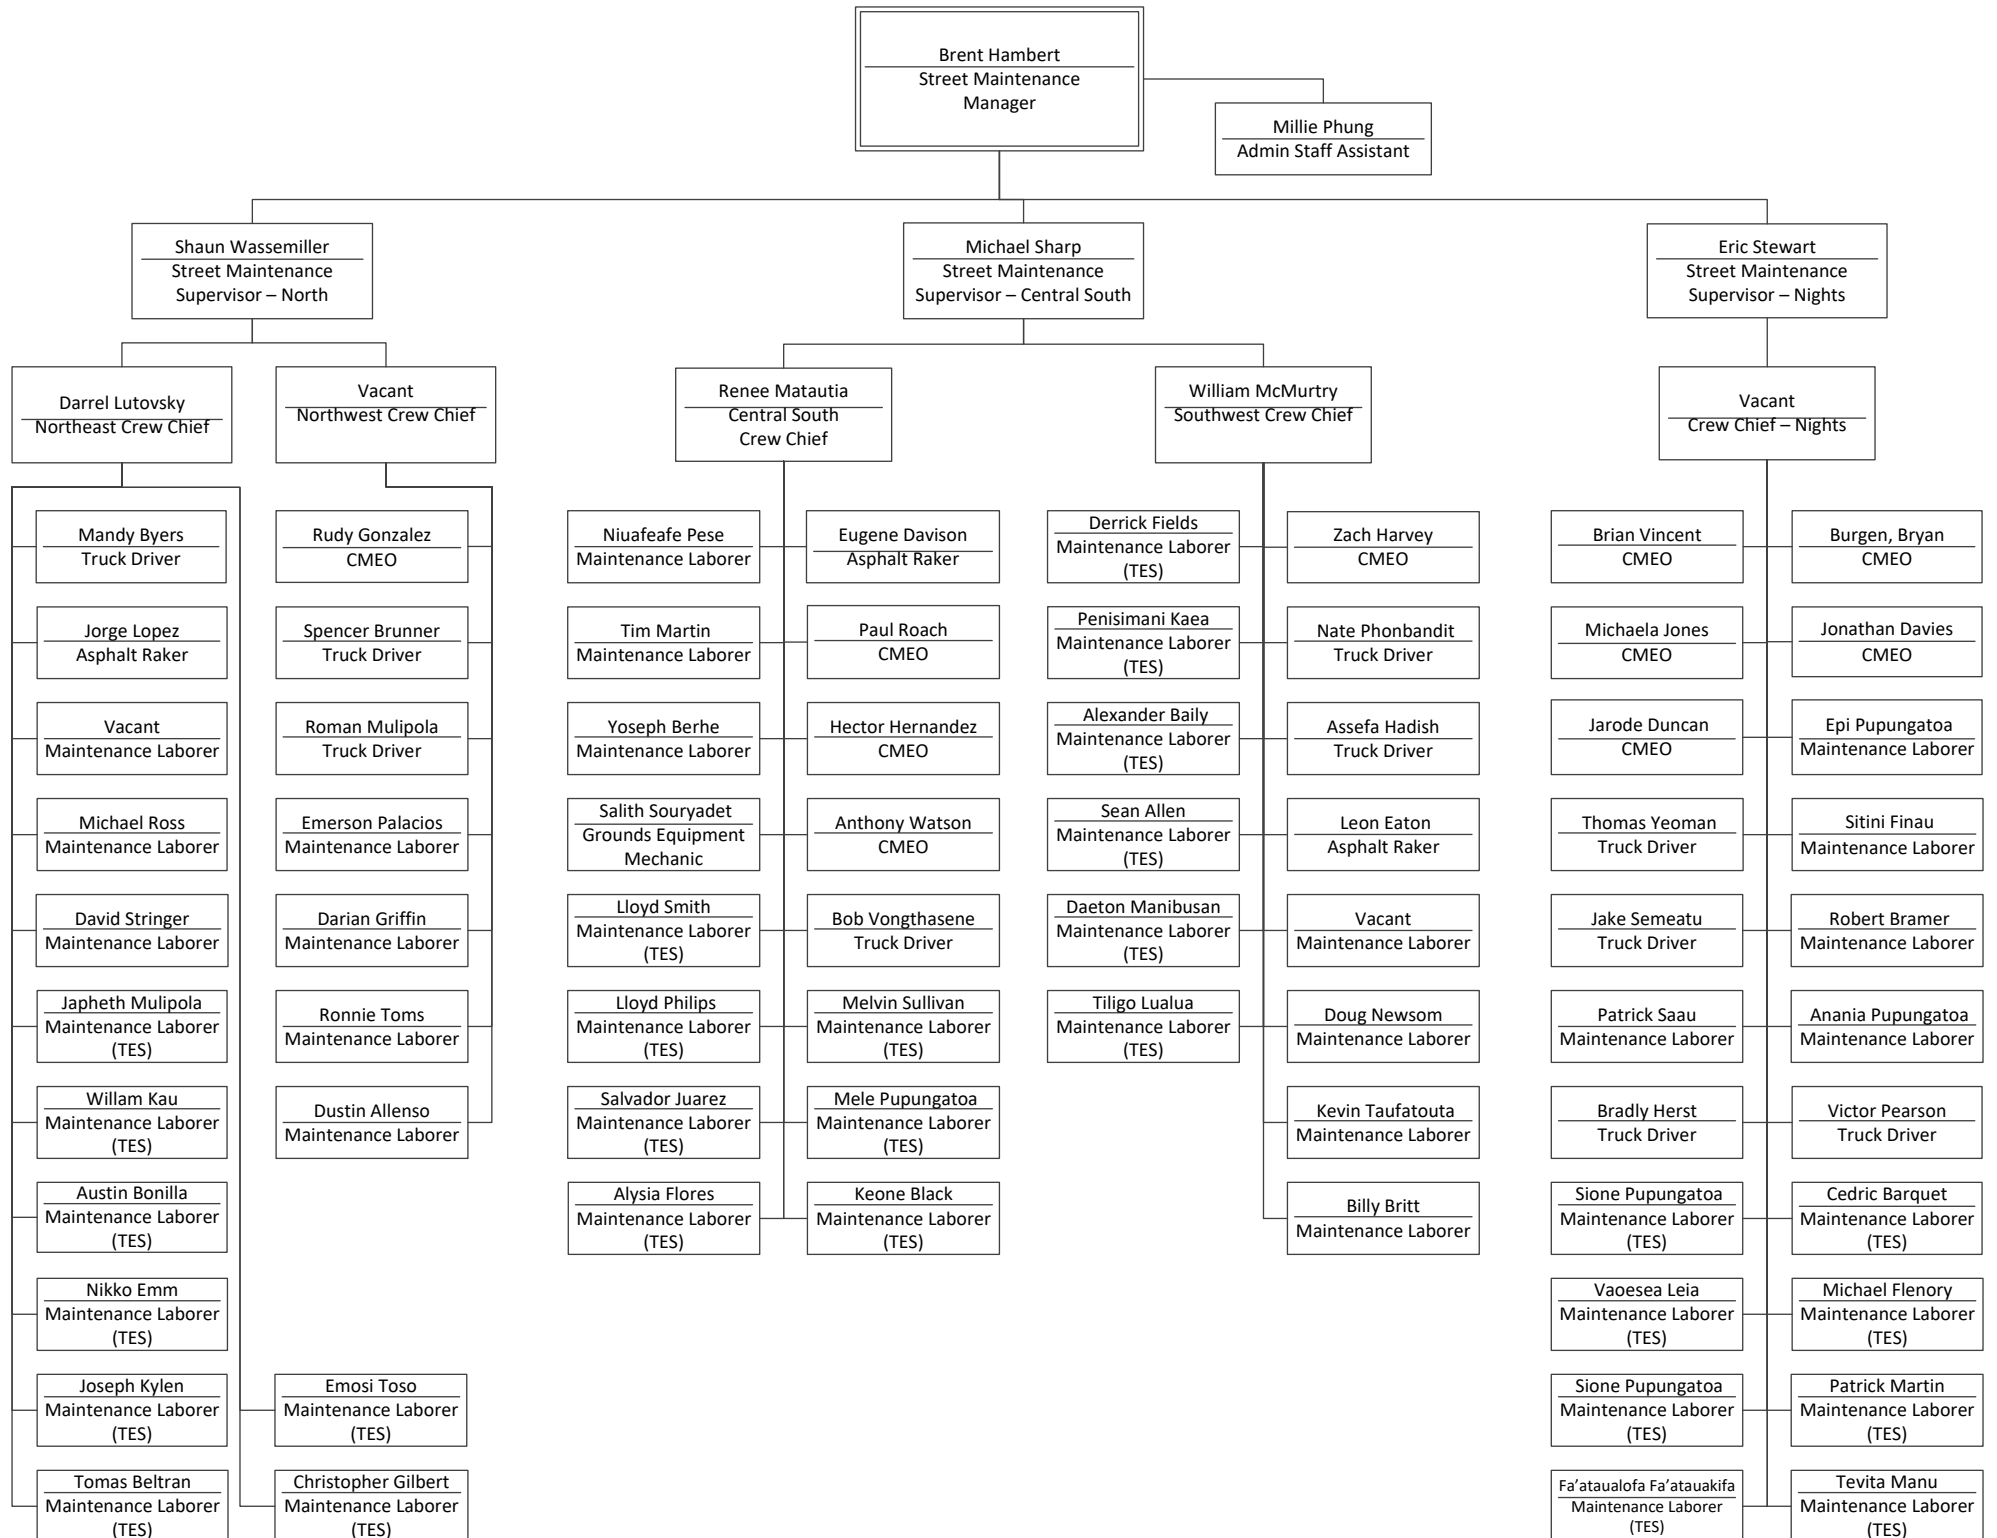 Brent Hambert
Street Maintenance
Manager
Millie Phung
Admin Staff Assistant
Shaun Wassemiller
Street Maintenance
Supervisor – North
Michael Sharp
Street Maintenance
Supervisor – Central South
Eric Stewart
Street Maintenance
Supervisor – Nights
Darrel Lutovsky
Northeast Crew Chief
Vacant
Northwest Crew Chief
Renee Matautia
Central South
Crew Chief
William McMurtry
Southwest Crew Chief
Vacant
Crew Chief – Nights
Mandy Byers
Truck Driver
Jorge Lopez
Asphalt Raker
Vacant
Maintenance Laborer
Michael Ross
Maintenance Laborer
David Stringer
Maintenance Laborer
Japheth Mulipola
Maintenance Laborer
(TES)
Willam Kau
Maintenance Laborer
(TES)
Austin Bonilla
Maintenance Laborer
(TES)
Nikko Emm
Maintenance Laborer
(TES)
Joseph Kylen
Maintenance Laborer
(TES)
Tomas Beltran
Maintenance Laborer
(TES)
Emosi Toso
Maintenance Laborer
(TES)
Christopher Gilbert
Maintenance Laborer
(TES)
Rudy Gonzalez
CMEO
Spencer Brunner
Truck Driver
Roman Mulipola
Truck Driver
Emerson Palacios
Maintenance Laborer
Darian Griffin
Maintenance Laborer
Ronnie Toms
Maintenance Laborer
Dustin Allenso
Maintenance Laborer
Niuafeafe Pese
Maintenance Laborer
Tim Martin
Maintenance Laborer
Yoseph Berhe
Maintenance Laborer
Salith Souryadet
Grounds Equipment
Mechanic
Lloyd Smith
Maintenance Laborer
(TES)
Lloyd Philips
Maintenance Laborer
(TES)
Salvador Juarez
Maintenance Laborer
(TES)
Alysia Flores
Maintenance Laborer
(TES)
Eugene Davison
Asphalt Raker
Paul Roach
CMEO
Hector Hernandez
CMEO
Anthony Watson
CMEO
Bob Vongthasene
Truck Driver
Melvin Sullivan
Maintenance Laborer
(TES)
Mele Pupungatoa
Maintenance Laborer
(TES)
Keone Black
Maintenance Laborer
(TES)
Derrick Fields
Maintenance Laborer
(TES)
Penisimani Kaea
Maintenance Laborer
(TES)
Alexander Baily
Maintenance Laborer
(TES)
Sean Allen
Maintenance Laborer
(TES)
Daeton Manibusan
Maintenance Laborer
(TES)
Tiligo Lualua
Maintenance Laborer
(TES)
Zach Harvey
CMEO
Nate Phonbandit
Truck Driver
Assefa Hadish
Truck Driver
Leon Eaton
Asphalt Raker
Vacant
Maintenance Laborer
Doug Newsom
Maintenance Laborer
Kevin Taufatouta
Maintenance Laborer
Billy Britt
Maintenance Laborer
Brian Vincent
CMEO
Michaela Jones
CMEO
Jarode Duncan
CMEO
Thomas Yeoman
Truck Driver
Jake Semeatu
Truck Driver
Patrick Saau
Maintenance Laborer
Bradly Herst
Truck Driver
Sione Pupungatoa
Maintenance Laborer
(TES)
Vaoesea Leia
Maintenance Laborer
(TES)
Sione Pupungatoa
Maintenance Laborer
(TES)
Fa’ataualofa Fa’atauakifa
Maintenance Laborer
(TES)
Burgen, Bryan
CMEO
Jonathan Davies
CMEO
Epi Pupungatoa
Maintenance Laborer
Sitini Finau
Maintenance Laborer
Robert Bramer
Maintenance Laborer
Anania Pupungatoa
Maintenance Laborer
Victor Pearson
Truck Driver
Cedric Barquet
Maintenance Laborer
(TES)
Michael Flenory
Maintenance Laborer
(TES)
Patrick Martin
Maintenance Laborer
(TES)
Tevita Manu
Maintenance Laborer
(TES)